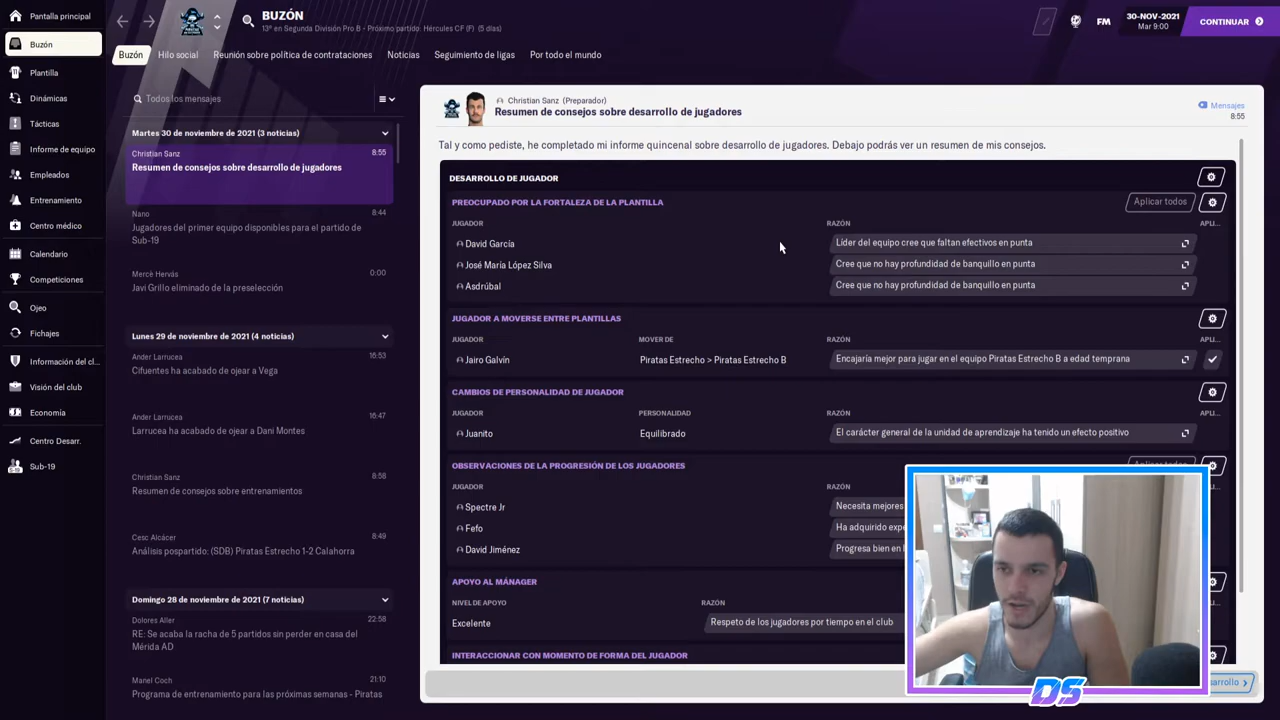 Pantalla principal
BUZÓN
13º en Segunda División Pro B - Próximo partido: Hércules CF (F) (5 días)
FM
30-NOV-2021
Mar 9:00
CONTINUAR
Buzón
Plantilla
Dinámicas
Tácticas
Informe de equipo
Empleados
Entrenamiento
Centro médico
Calendario
Competiciones
Ojeo
Fichajes
Información del cl...
Visión del club
Economía
Centro Desarr.
Sub-19
Buzón
Hilo social
Reunión sobre política de contrataciones
Noticias
Seguimiento de ligas
Por todo el mundo
Todos los mensajes
Martes 30 de noviembre de 2021 (3 noticias)
Christian Sanz 8:55
Resumen de consejos sobre desarrollo de jugadores
Nano 8:44
Jugadores del primer equipo disponibles para el partido de
Sub-19
Mercè Hervás 0:00
Javi Grillo eliminado de la preselección
Lunes 29 de noviembre de 2021 (4 noticias)
Ander Larrucea 16:53
Cifuentes ha acabado de ojear a Vega
Ander Larrucea 16:47
Larrucea ha acabado de ojear a Dani Montes
Christian Sanz 8:58
Resumen de consejos sobre entrenamientos
Cesc Alcácer 8:49
Análisis pospartido: (SDB) Piratas Estrecho 1-2 Calahorra
Domingo 28 de noviembre de 2021 (7 noticias)
Dolores Aller 22:58
RE: Se acaba la racha de 5 partidos sin perder en casa del
Mérida AD
Manel Coch 21:10
Programa de entrenamiento para las próximas semanas - Piratas
Christian Sanz (Preparador)
Resumen de consejos sobre desarrollo de jugadores
Mensajes
8:55
Tal y como pediste, he completado mi informe quincenal sobre desarrollo de jugadores. Debajo podrás ver un resumen de mis consejos.
DESARROLLO DE JUGADOR
PREOCUPADO POR LA FORTALEZA DE LA PLANTILLA Aplicar todos
JUGADOR RAZÓN APLI...
David García Líder del equipo cree que faltan efectivos en punta
José María López Silva Cree que no hay profundidad de banquillo en punta
Asdrúbal Cree que no hay profundidad de banquillo en punta
JUGADOR A MOVERSE ENTRE PLANTILLAS
JUGADOR MOVER DE RAZÓN APLI...
Jairo Galvín Piratas Estrecho > Piratas Estrecho B Encajaría mejor para jugar en el equipo Piratas Estrecho B a edad temprana
CAMBIOS DE PERSONALIDAD DE JUGADOR
JUGADOR PERSONALIDAD RAZÓN APLI...
Juanito Equilibrado El carácter general de la unidad de aprendizaje ha tenido un efecto positivo
OBSERVACIONES DE LA PROGRESIÓN DE LOS JUGADORES Aplicar todos
JUGADOR RAZÓN
Spectre Jr Necesita mejores
Fefo Ha adquirido expe
David Jiménez Progresa bien en l
APOYO AL MÁNAGER
NIVEL DE APOYO RAZÓN
Excelente Respeto de los jugadores por tiempo en el club
INTERACCIONAR CON MOMENTO DE FORMA DEL JUGADOR
arrollo
DS